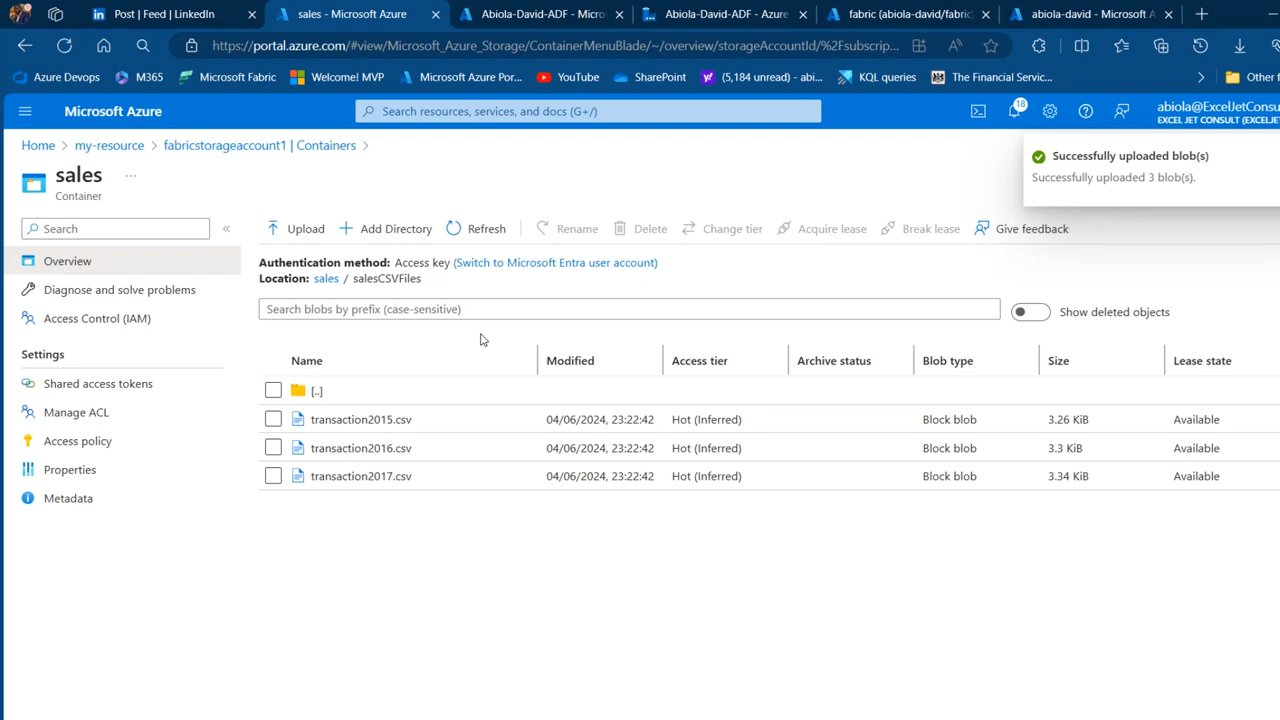 Post | Feed | LinkedIn
sales - Microsoft Azure
Abiola-David-ADF - Micro
Abiola-David-ADF - Azure
fabric (abiola-david/fabric
abiola-david - Microsoft A
https://portal.azure.com/#view/Microsoft_Azure_Storage/ContainerMenuBlade/~/overview/storageAccountId/%2Fsubscrip...
Azure Devops
M365
Microsoft Fabric
Welcome! MVP
Microsoft Azure Por...
YouTube
SharePoint
(5,184 unread) - abi...
KQL queries
The Financial Servic...
Other f
Microsoft Azure
Search resources, services, and docs (G+/)
18
abiola@ExcelJetConsul
EXCEL JET CONSULT (EXCELJET
Home > my-resource > fabricstorageaccount1 | Containers >
sales ...
Container
Successfully uploaded blob(s)
Successfully uploaded 3 blob(s).
Search
Upload
Add Directory
Refresh
Rename
Delete
Change tier
Acquire lease
Break lease
Give feedback
Overview
Diagnose and solve problems
Access Control (IAM)
Settings
Shared access tokens
Manage ACL
Access policy
Properties
Metadata
Authentication method: Access key (Switch to Microsoft Entra user account)
Location: sales / salesCSVFiles
Search blobs by prefix (case-sensitive)
Show deleted objects
Name Modified Access tier Archive status Blob type Size Lease state
[..]
transaction2015.csv 04/06/2024, 23:22:42 Hot (Inferred) Block blob 3.26 KiB Available
transaction2016.csv 04/06/2024, 23:22:42 Hot (Inferred) Block blob 3.3 KiB Available
transaction2017.csv 04/06/2024, 23:22:42 Hot (Inferred) Block blob 3.34 KiB Available